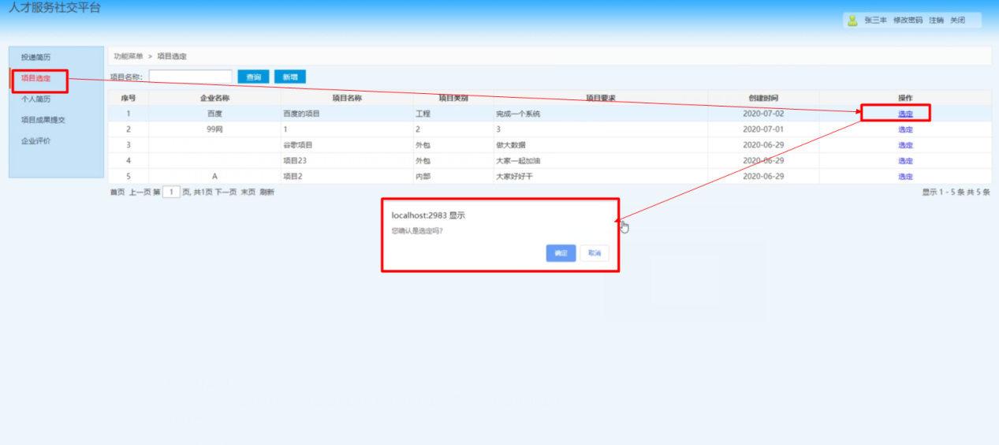 人才服务社交平台
张三丰 修改密码 注销 关闭
投递简历
项目选定
个人简历
项目成果提交
企业评价
功能菜单 > 项目选定
项目名称: 查询 新增
序号 企业名称 项目名称 项目类别 项目要求 创建时间 操作
1 百度 百度的项目 工程 完成一个系统 2020-07-02 选定
2 99网 1 2 3 2020-07-01 选定
3 谷歌项目 外包 做大数据 2020-06-29 选定
4 项目23 外包 大家一起加油 2020-06-29 选定
5 A 项目2 内部 大家好好干 2020-06-29 选定
首页 上一页 第 1 页, 共1页 下一页 末页 刷新 显示 1 - 5 条 共 5 条
localhost:2983 显示
您确认是选定吗?
确定 取消